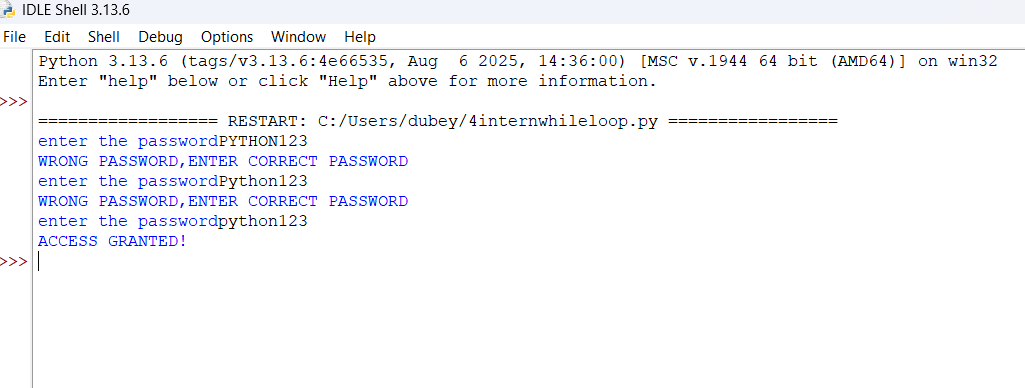 IDLE Shell 3.13.6
File Edit Shell Debug Options Window Help
Python 3.13.6 (tags/v3.13.6:4e66535, Aug  6 2025, 14:36:00) [MSC v.1944 64 bit (AMD64)] on win32
Enter "help" below or click "Help" above for more information.
>>>
================== RESTART: C:/Users/dubey/4internwhileloop.py =================
enter the passwordPYTHON123
WRONG PASSWORD,ENTER CORRECT PASSWORD
enter the passwordPython123
WRONG PASSWORD,ENTER CORRECT PASSWORD
enter the passwordpython123
ACCESS GRANTED!
>>>